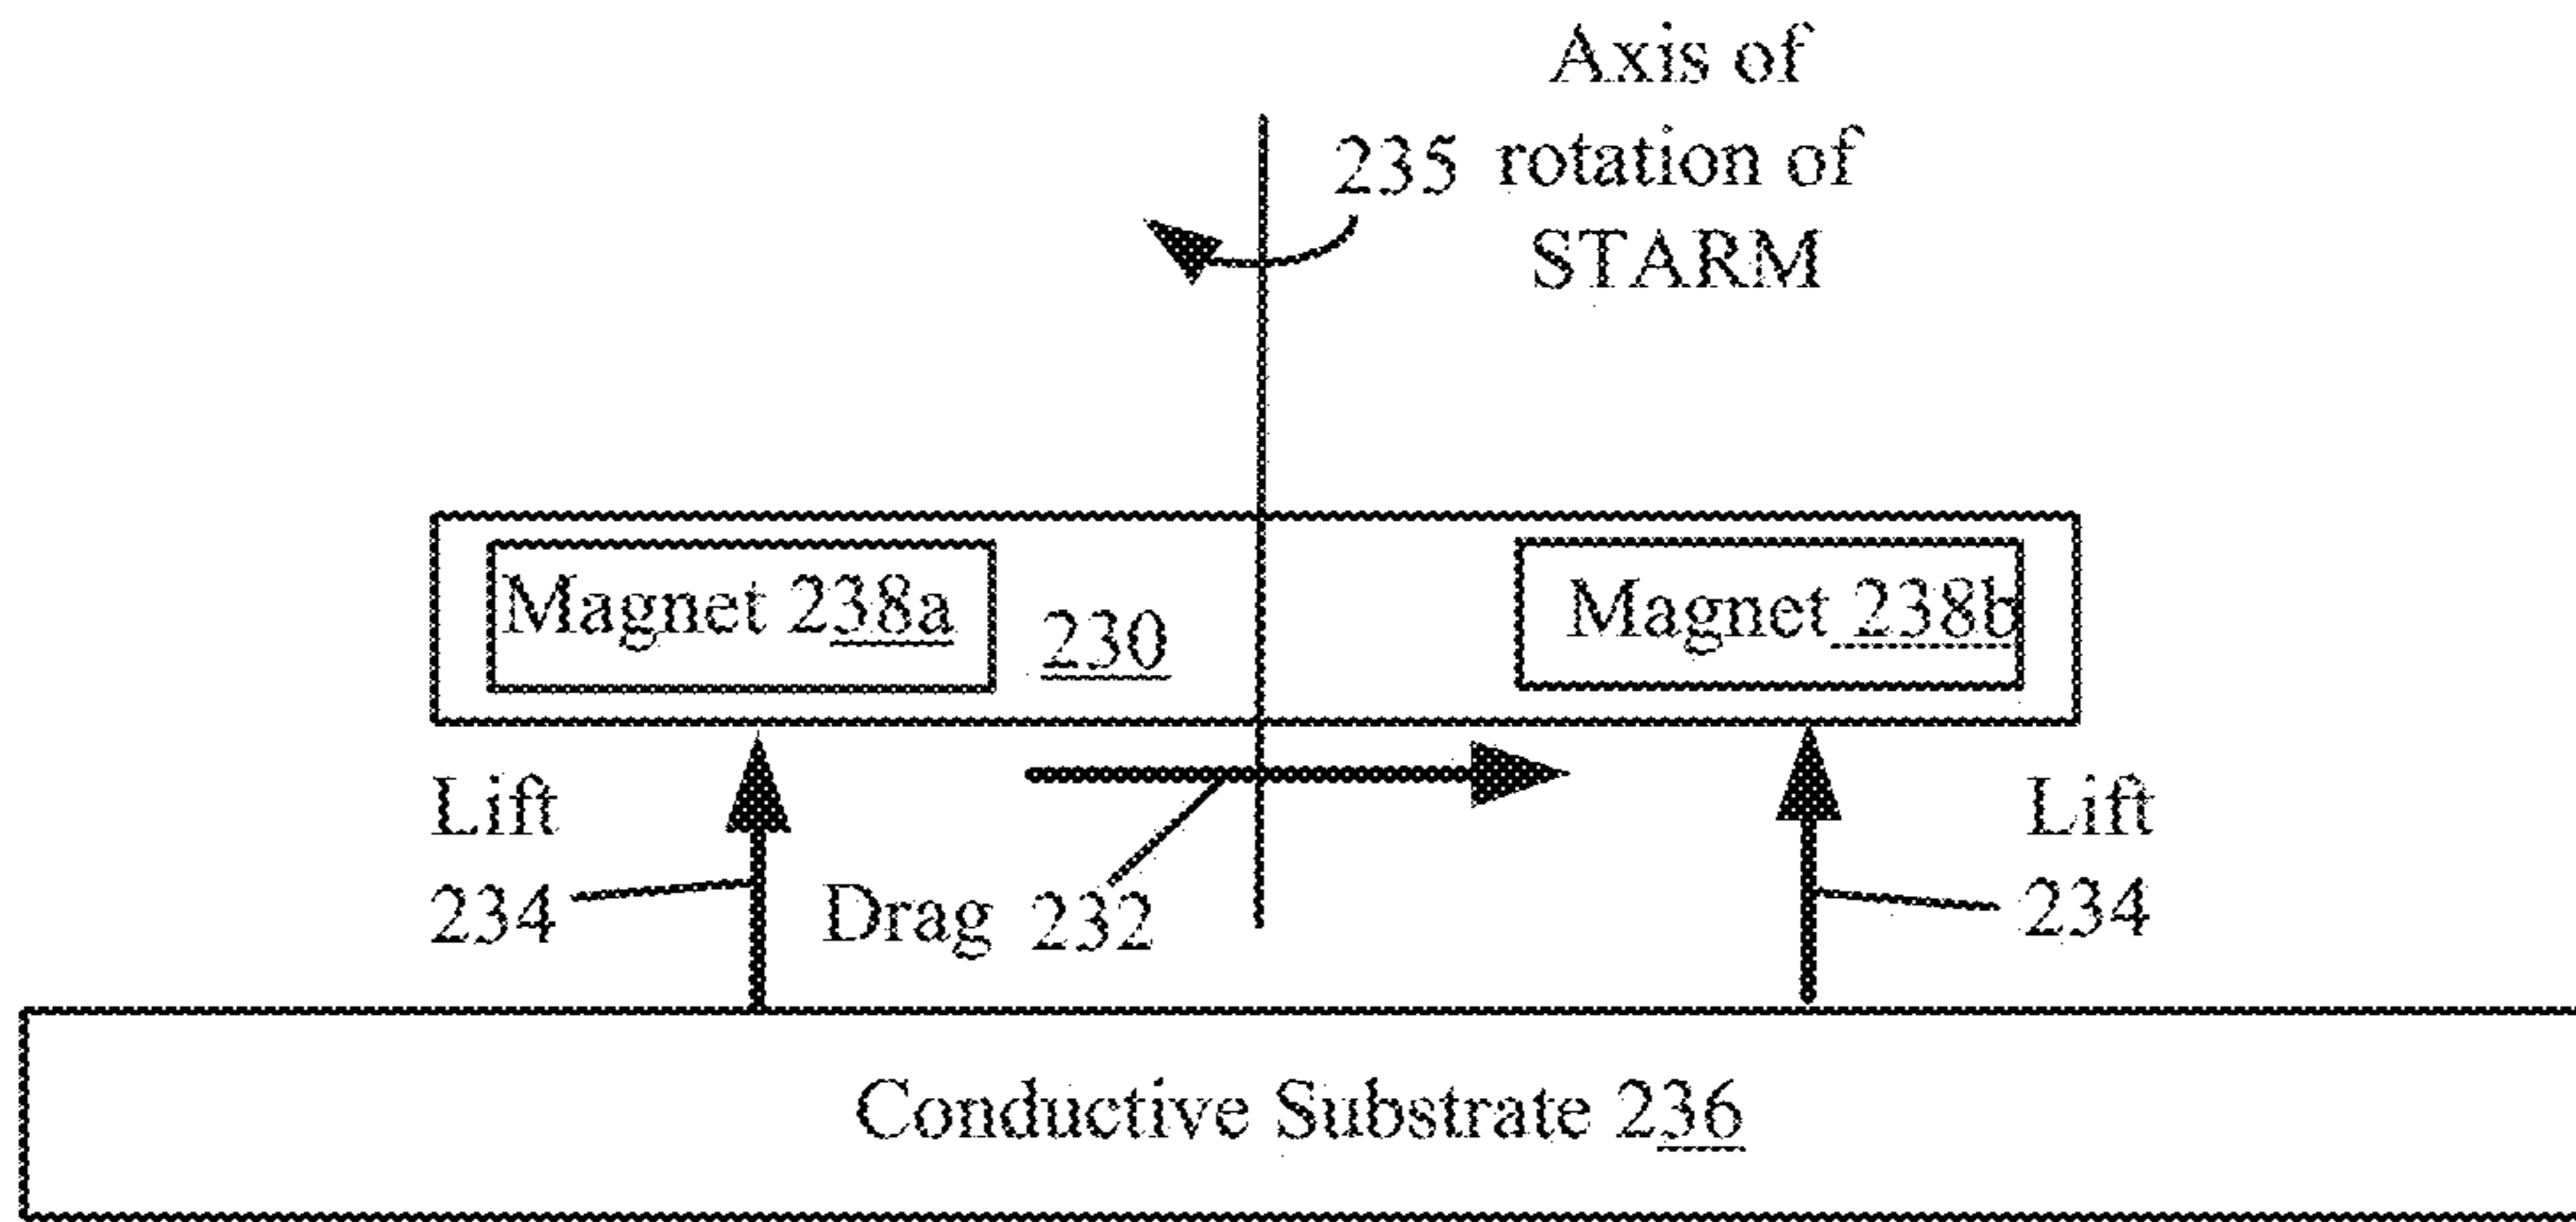 Axis of
235 rotation of
STARM
Magnet 238a
230
Magnet 238b
Lift
234
Drag 232
Lift
234
Conductive Substrate 236